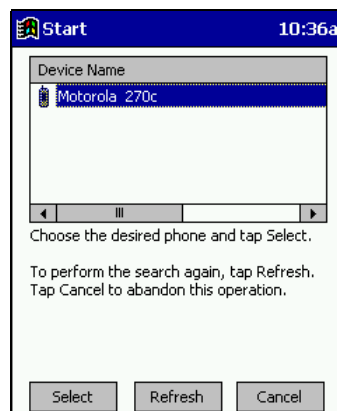 Start 10:36a
Device Name
Motorola 270c
Choose the desired phone and tap Select.
To perform the search again, tap Refresh.
Tap Cancel to abandon this operation.
Select Refresh Cancel